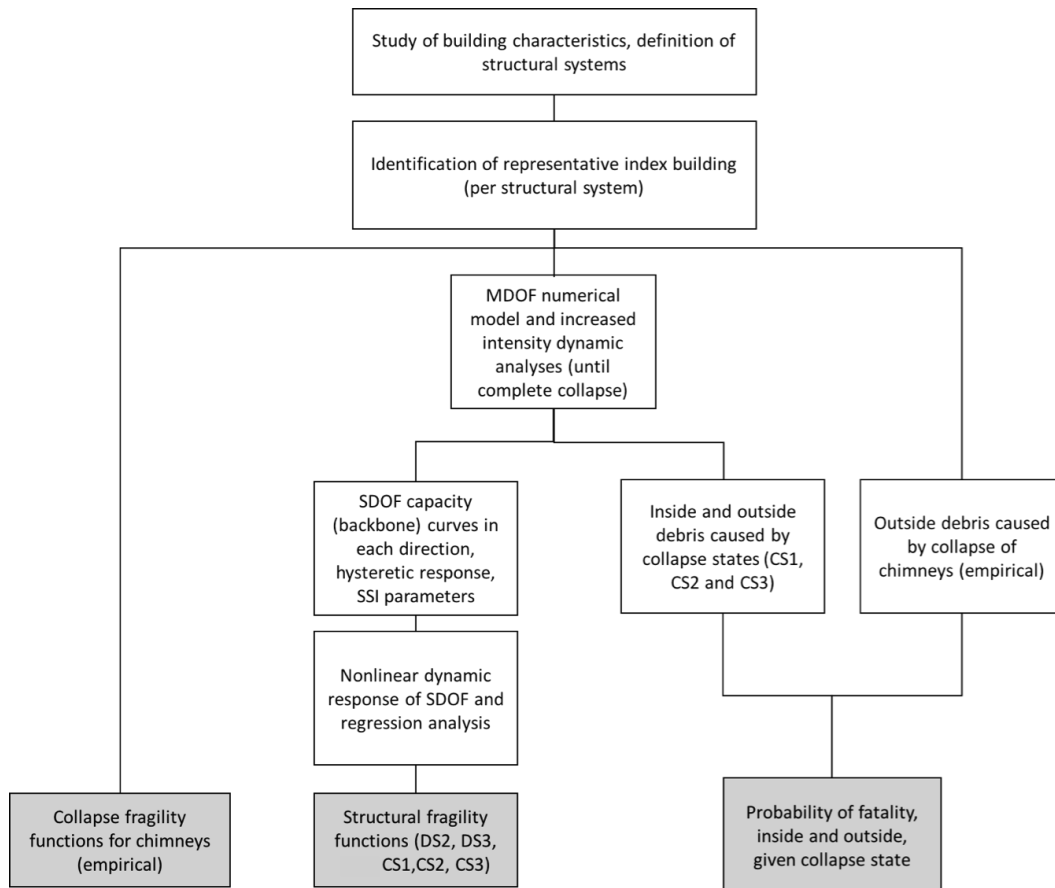 Study of building characteristics, definition of
structural systems
Identification of representative index building
(per structural system)
MDOF numerical
model and increased
intensity dynamic
analyses (until
complete collapse)
SDOF capacity
(backbone) curves in
each direction,
hysteretic response,
SSI parameters
Inside and outside
debris caused by
collapse states (CS1,
CS2 and CS3)
Outside debris caused
by collapse of
chimneys (empirical)
Nonlinear dynamic
response of SDOF and
regression analysis
Collapse fragility
functions for chimneys
(empirical)
Structural fragility
functions (DS2, DS3,
CS1,CS2, CS3)
Probability of fatality,
inside and outside,
given collapse state